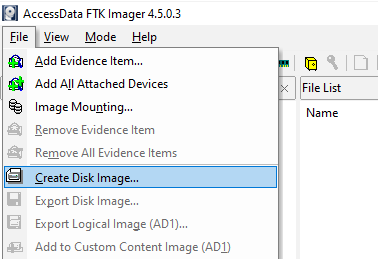 AccessData FTK Imager 4.5.0.3
File View Mode Help
Add Evidence Item...
Add All Attached Devices
Image Mounting...
Remove Evidence Item
Remove All Evidence Items
Create Disk Image...
Export Disk Image...
Export Logical Image (AD1)...
Add to Custom Content Image (AD1)
File List
Name